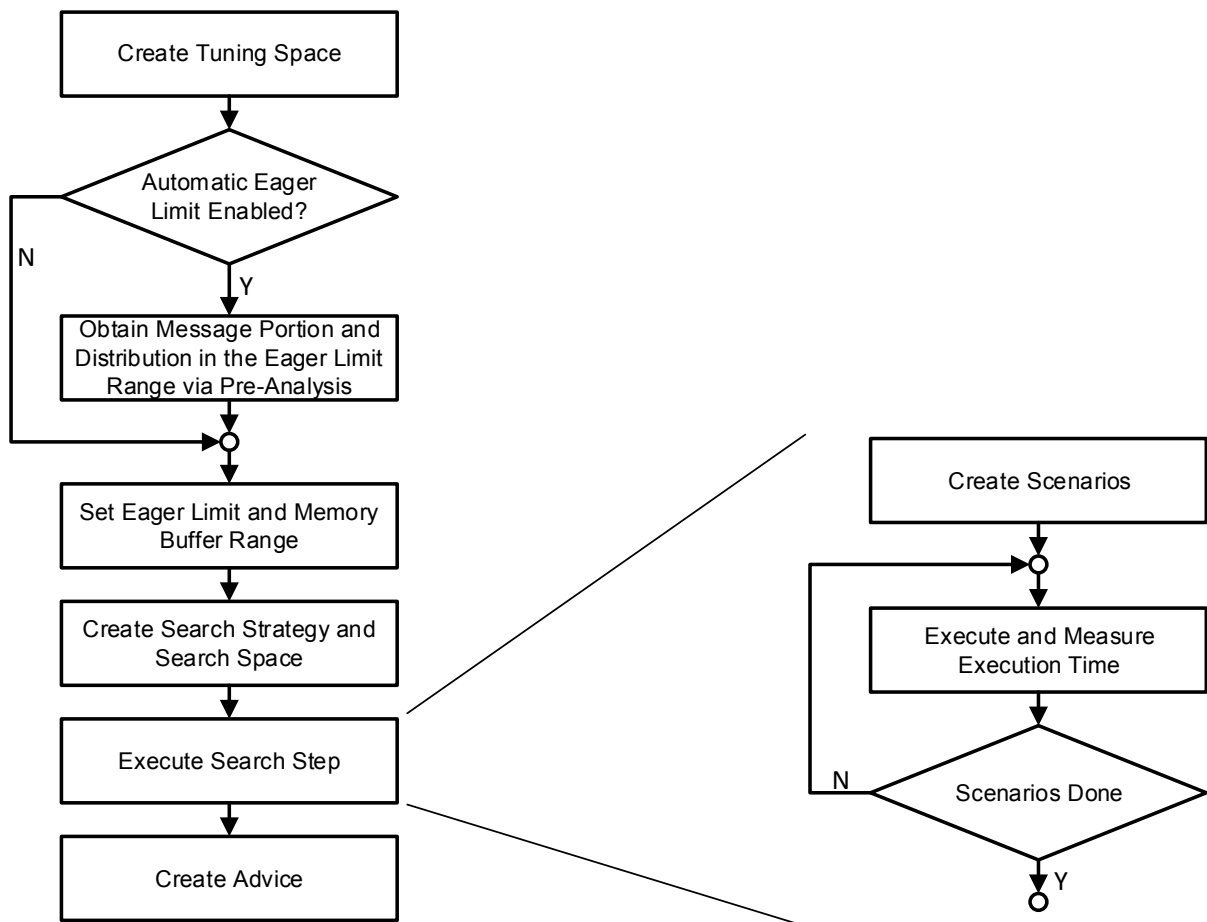 Create Tuning Space
Automatic Eager
Limit Enabled?
N
Y
Obtain Message Portion and
Distribution in the Eager Limit
Range via Pre-Analysis
Set Eager Limit and Memory
Buffer Range
Create Search Strategy and
Search Space
Execute Search Step
Create Advice
Create Scenarios
Execute and Measure
Execution Time
N
Scenarios Done
Y